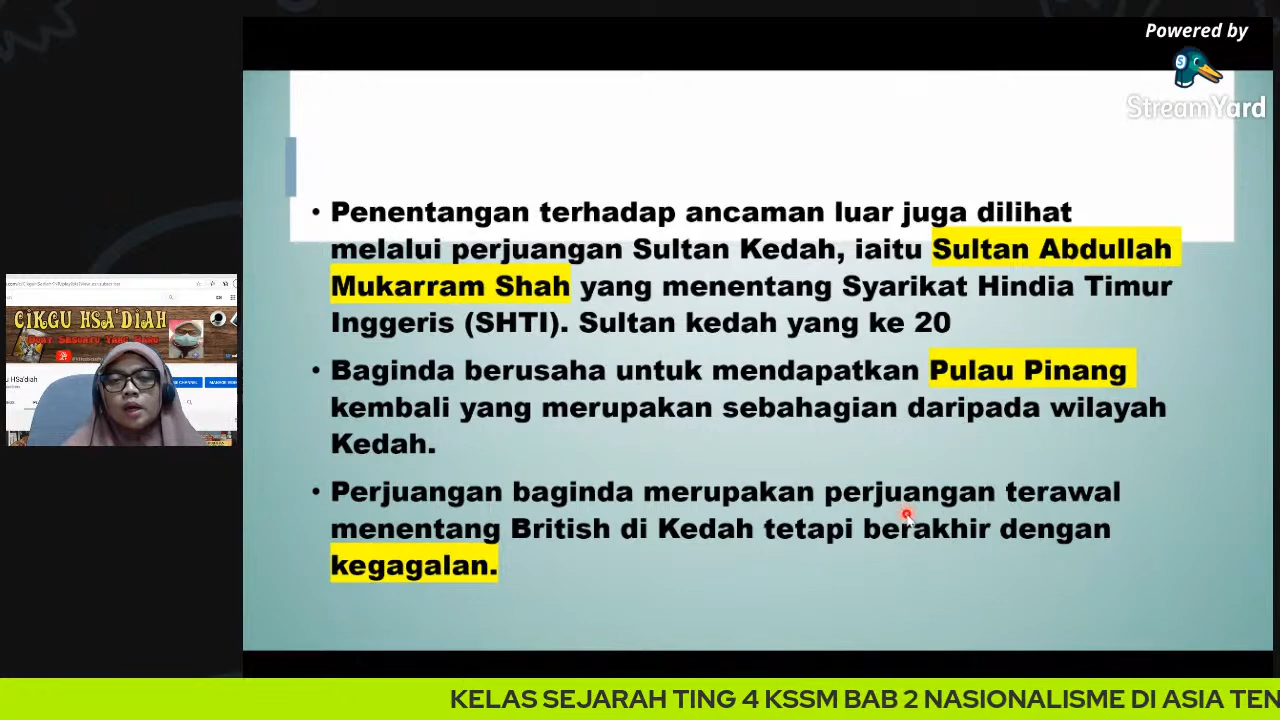 Powered by
StreamYard
• Penentangan terhadap ancaman luar juga dilihat
melalui perjuangan Sultan Kedah, iaitu Sultan Abdullah
Mukarram Shah yang menentang Syarikat Hindia Timur
Inggeris (SHTI). Sultan kedah yang ke 20
• Baginda berusaha untuk mendapatkan Pulau Pinang
kembali yang merupakan sebahagian daripada wilayah
Kedah.
• Perjuangan baginda merupakan perjuangan terawal
menentang British di Kedah tetapi berakhir dengan
kegagalan.
CIKGU HSA'DIAH
KELAS SEJARAH TING 4 KSSM BAB 2 NASIONALISME DI ASIA TEN